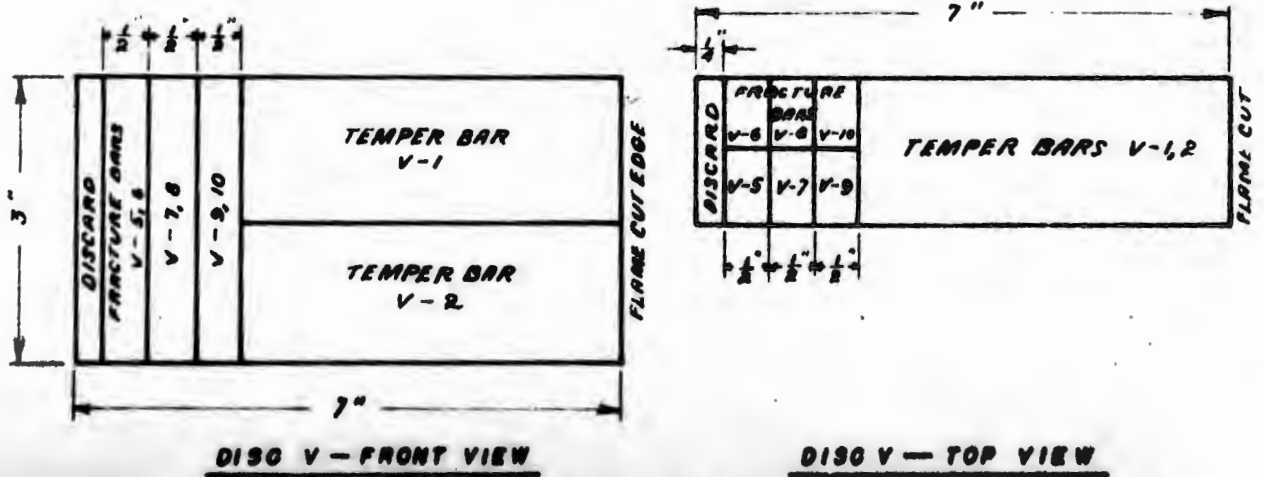 1/2" 1/2" 1/2"
3"
DISCARD
FRACTURE BARS
V-5,6
V-7,8
V-9,10
TEMPER BAR
V-1
TEMPER BAR
V-2
FLAME CUT EDGE
7"
DISC V — FRONT VIEW
7"
1/4"
DISCARD
FRACTURE
BARS
V-6 V-8 V-10
V-5 V-7 V-9
TEMPER BARS V-1,2
FLAME CUT
1/2" 1/2" 1/2"
DISC V — TOP VIEW